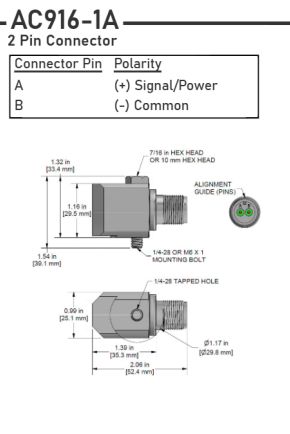 AC916-1A
2 Pin Connector
Connector Pin Polarity
A (+) Signal/Power
B (-) Common
7/16 in HEX HEAD
OR 10 mm HEX HEAD
1.32 in
[33.4 mm]
ALIGNMENT
GUIDE (PINS)
1.16 in
[29.5 mm]
1.54 in
[39.1 mm]
1/4-28 OR M6 X 1
MOUNTING BOLT
1/4-28 TAPPED HOLE
0.99 in
[25.1 mm]
1.39 in
[35.3 mm]
Ø1.17 in
[Ø29.8 mm]
2.06 in
[52.4 mm]